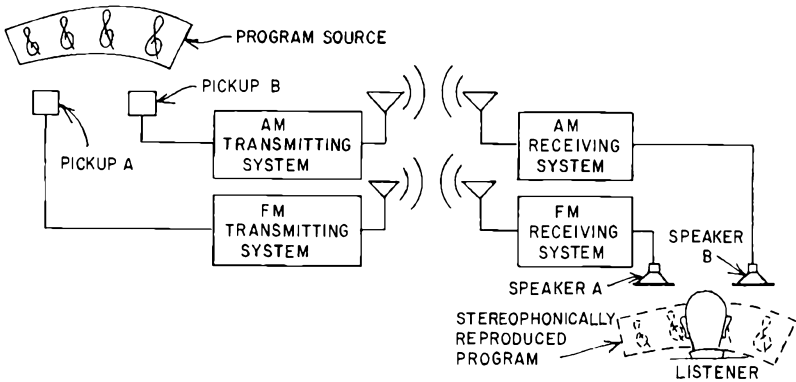 PROGRAM SOURCE
PICKUP B
PICKUP A
AM
TRANSMITTING
SYSTEM
AM
RECEIVING
SYSTEM
FM
TRANSMITTING
SYSTEM
FM
RECEIVING
SYSTEM
SPEAKER
B
SPEAKER A
STEREOPHONICALLY
REPRODUCED
PROGRAM
LISTENER